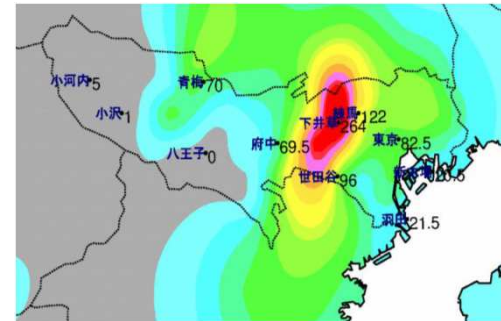 小河内 5
青梅 70
小沢 1
練馬 122
下井草 264
東京 82.5
府中 69.5
八王子 0
世田谷 96
羽田 21.5